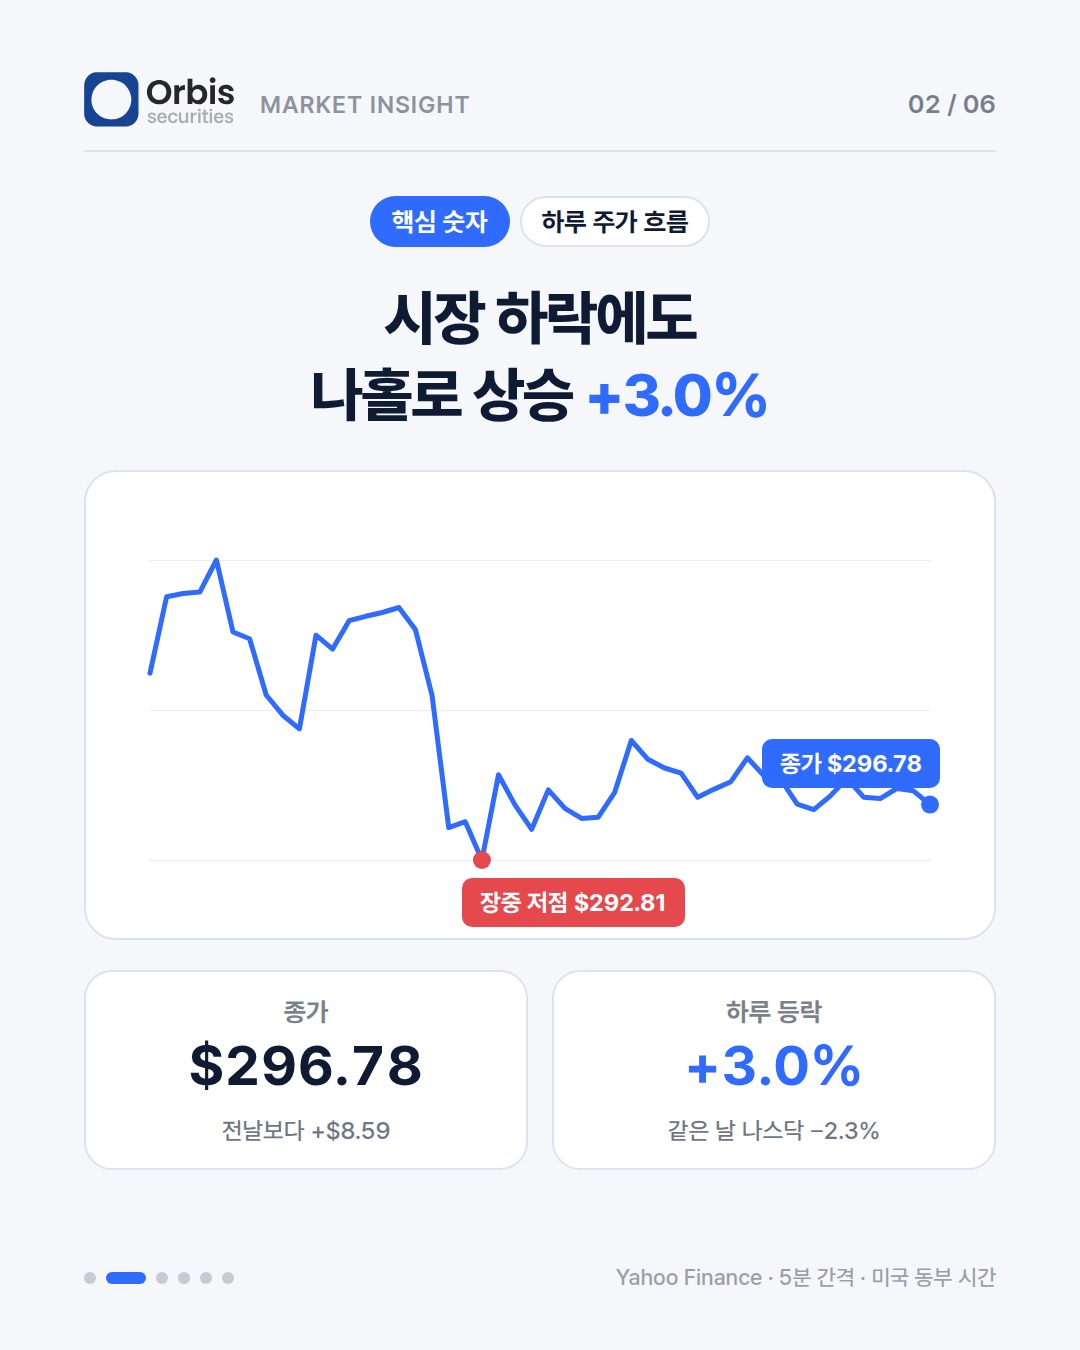 Orbis
securities
MARKET INSIGHT
02 / 06
핵심 숫자
하루 주가 흐름
시장 하락에도
나홀로 상승 +3.0%
종가 $296.78
장중 저점 $292.81
종가
$296.78
전날보다 +$8.59
하루 등락
+3.0%
같은 날 나스닥 −2.3%
Yahoo Finance · 5분 간격 · 미국 동부 시간